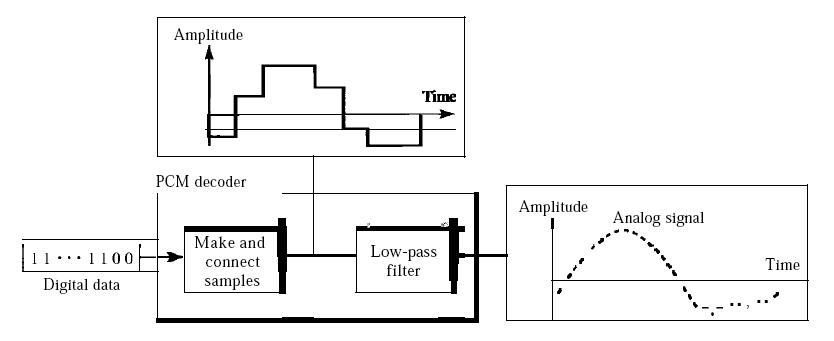 Amplitude
Time
PCM decoder
Amplitude
Analog signal
Time
11···1100
Digital data
Make and
connect
samples
Low-pass
filter